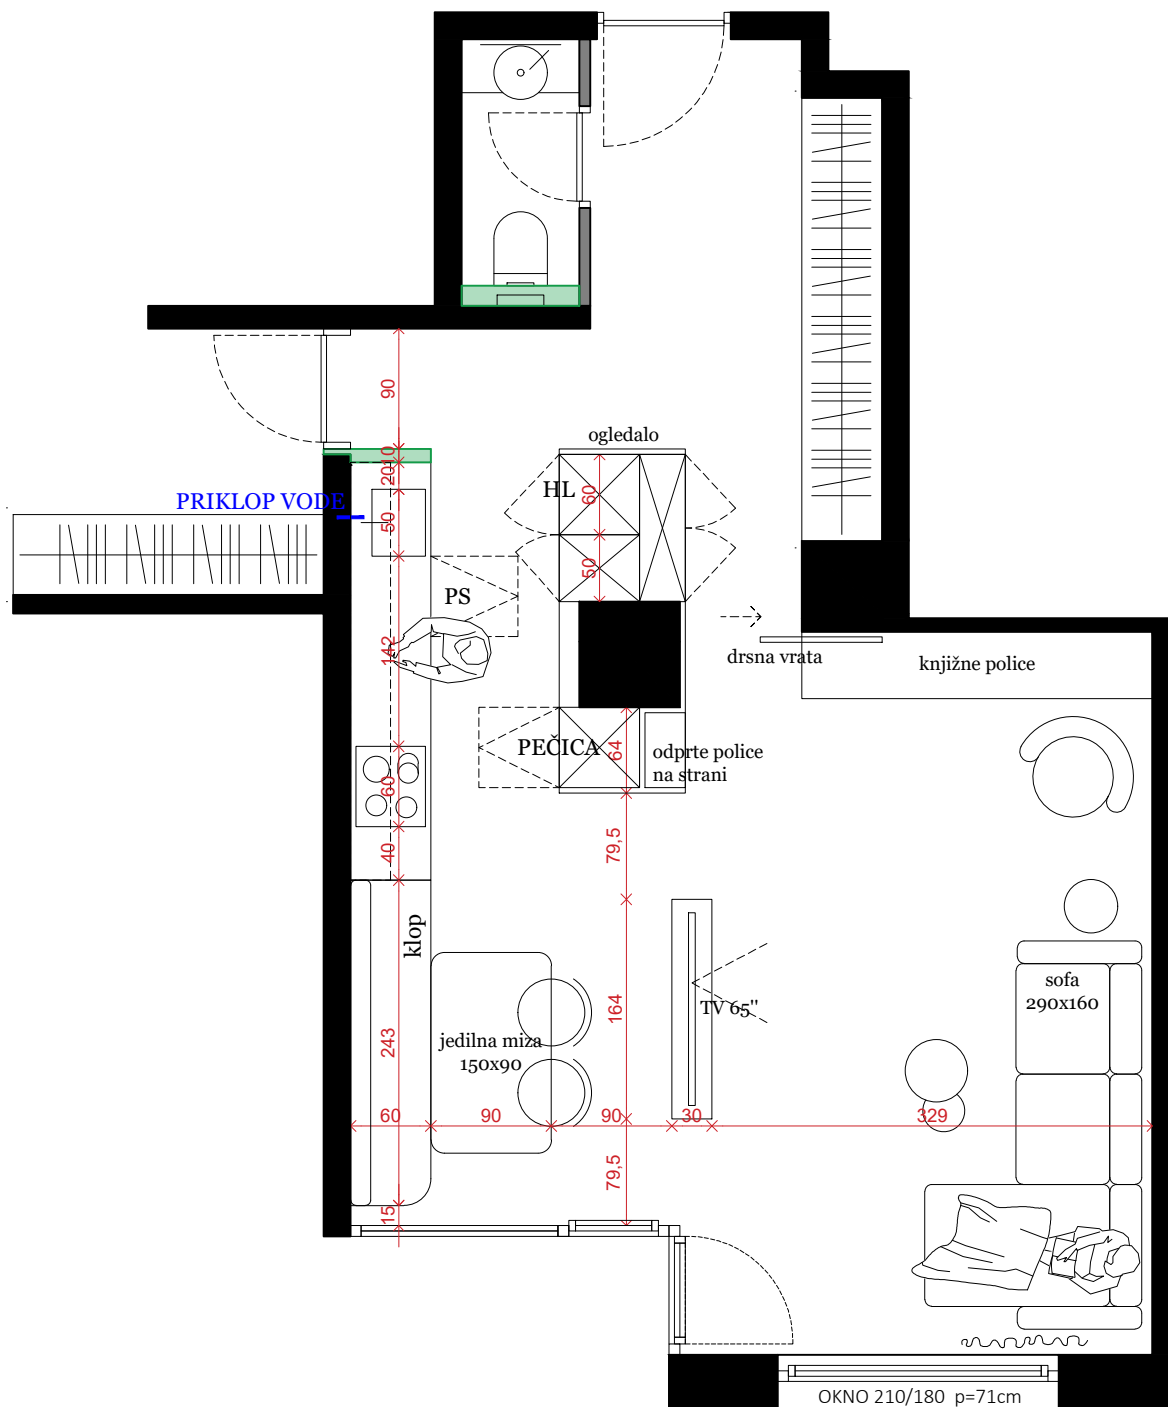 90
10
20
ogledalo
HL
60
PRIKLOP VODE
50
50
PS
142
drsna vrata
knjižne police
PEČICA
64
odprte police
na strani
60
79,5
40
klop
sofa
290x160
TV 65"
164
243
jedilna miza
150x90
60
90
90
30
329
79,5
15
OKNO 210/180 p=71cm